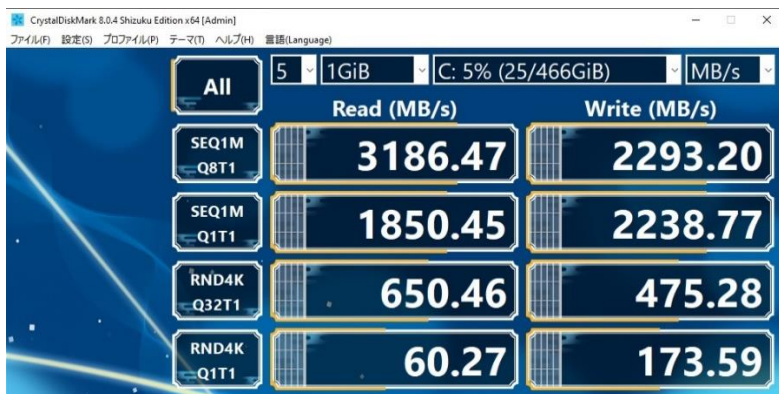 CrystalDiskMark 8.0.4 Shizuku Edition x64 [Admin]
ファイル(F) 設定(S) プロファイル(P) テーマ(T) ヘルプ(H) 言語(Language)
All 5 1GiB C: 5% (25/466GiB) MB/s
Read (MB/s) Write (MB/s)
SEQ1M
Q8T1 3186.47 2293.20
SEQ1M
Q1T1 1850.45 2238.77
RND4K
Q32T1 650.46 475.28
RND4K
Q1T1 60.27 173.59